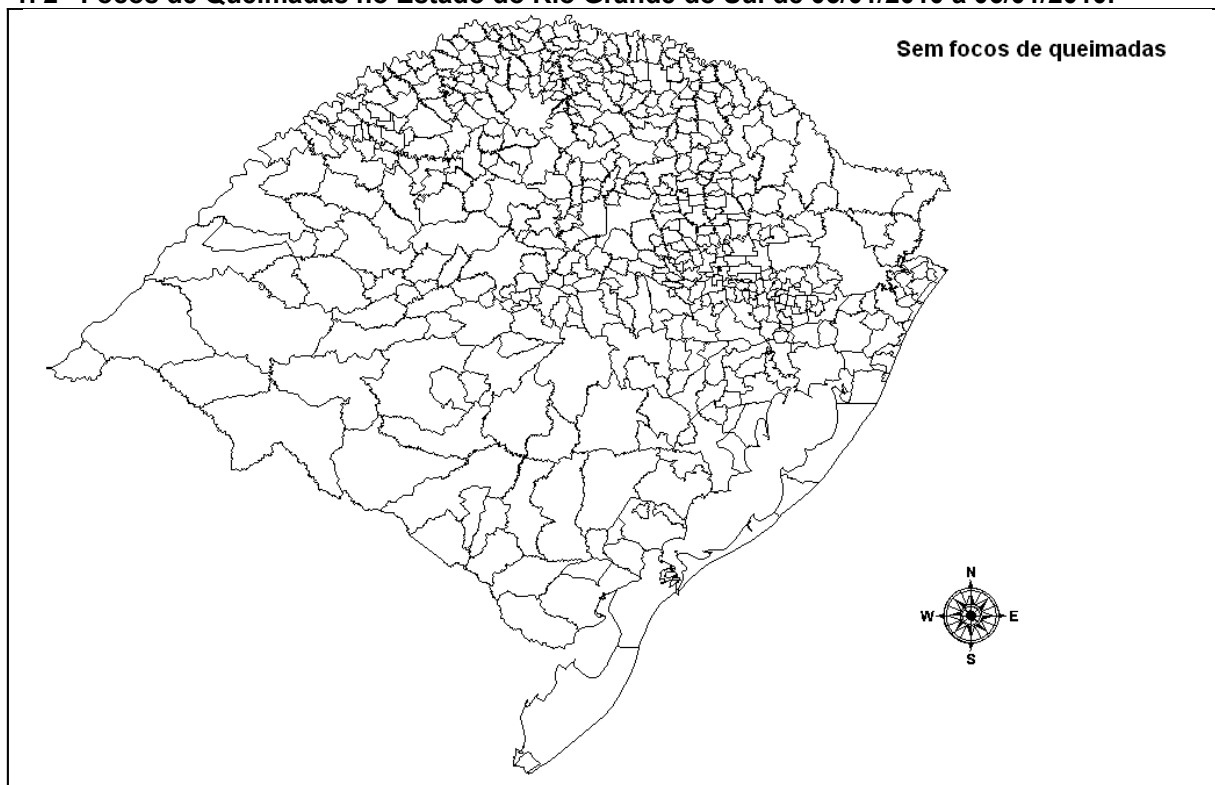 Focos de Queimadas no Estado do Rio Grande do Sul de
Sem focos de queimadas
N
W E
S